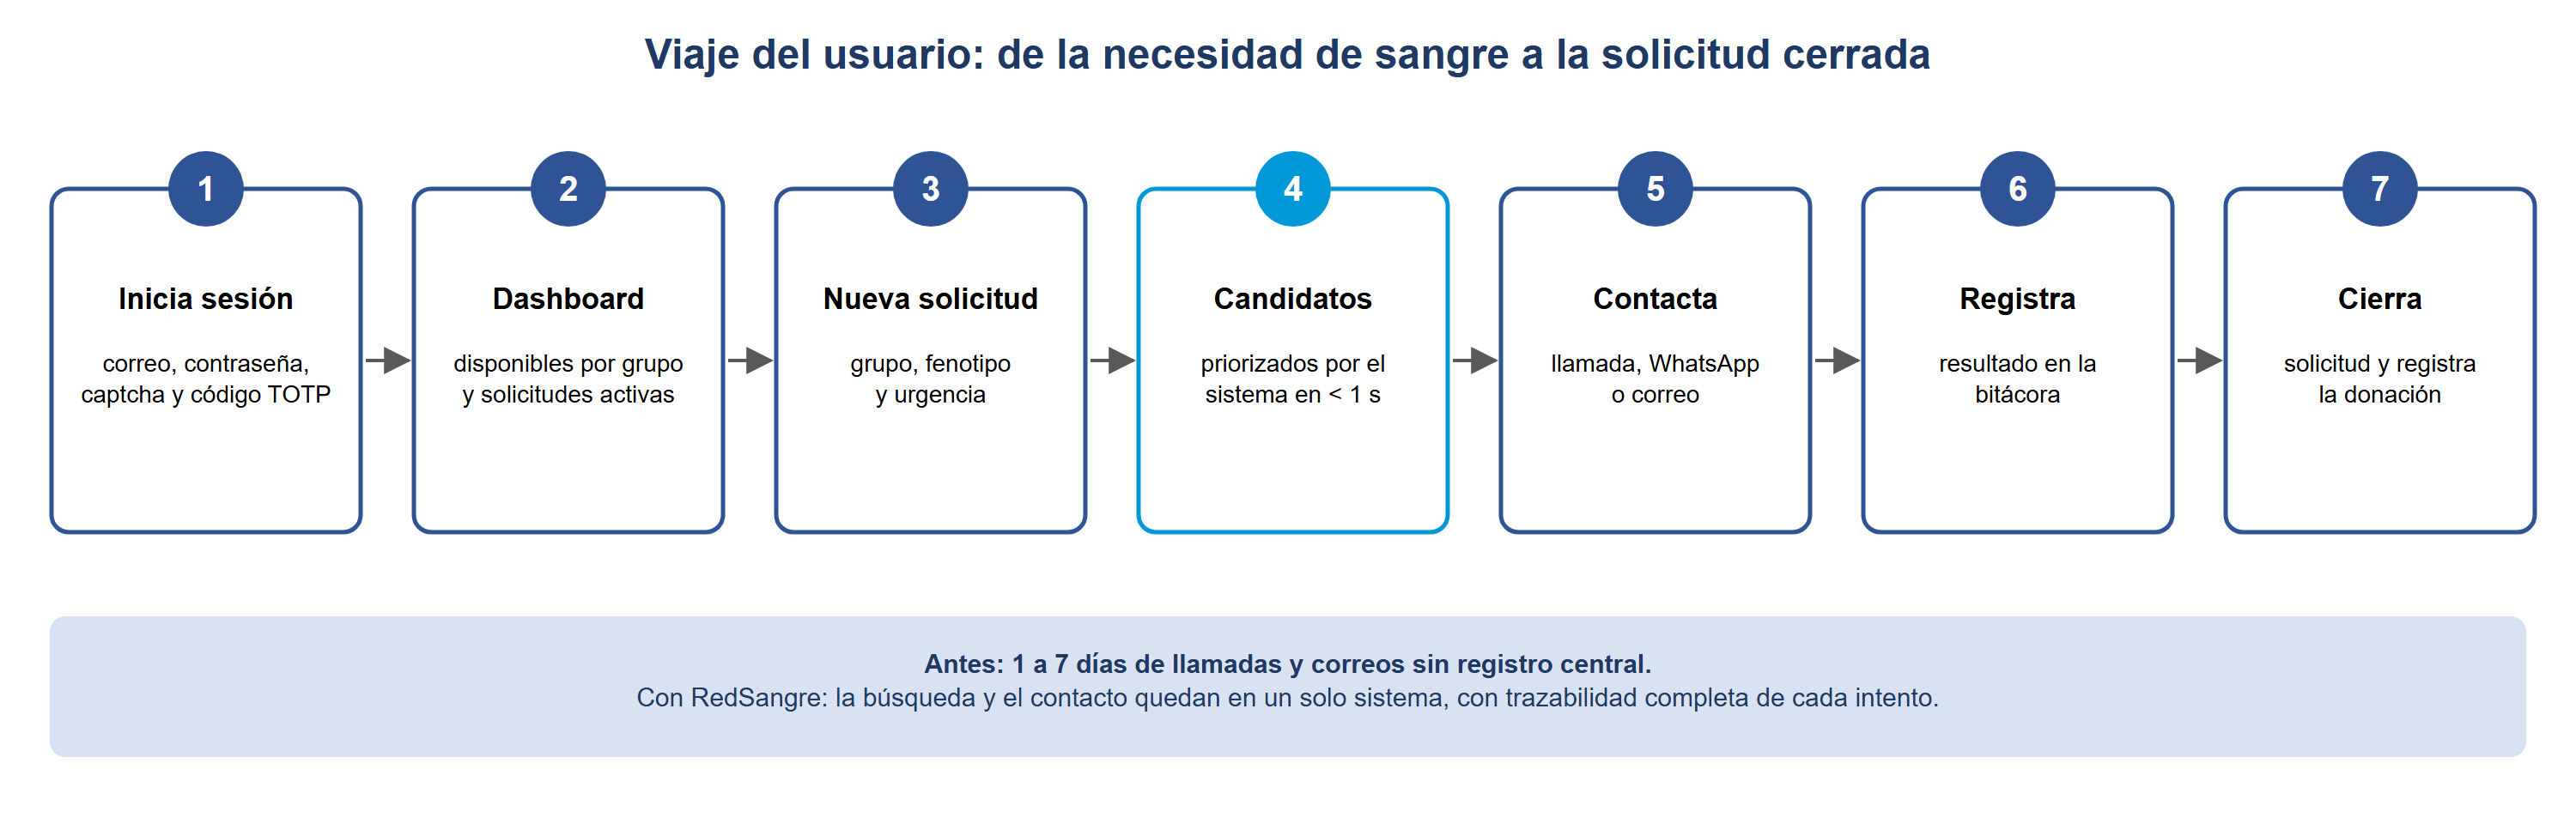 Viaje del usuario: de la necesidad de sangre a la solicitud cerrada
1
Inicia sesión
correo, contraseña,
captcha y código TOTP
2
Dashboard
disponibles por grupo
y solicitudes activas
3
Nueva solicitud
grupo, fenotipo
y urgencia
4
Candidatos
priorizados por el
sistema en < 1 s
5
Contacta
llamada, WhatsApp
o correo
6
Registra
resultado en la
bitácora
7
Cierra
solicitud y registra
la donación
Antes: 1 a 7 días de llamadas y correos sin registro central.
Con RedSangre: la búsqueda y el contacto quedan en un solo sistema, con trazabilidad completa de cada intento.